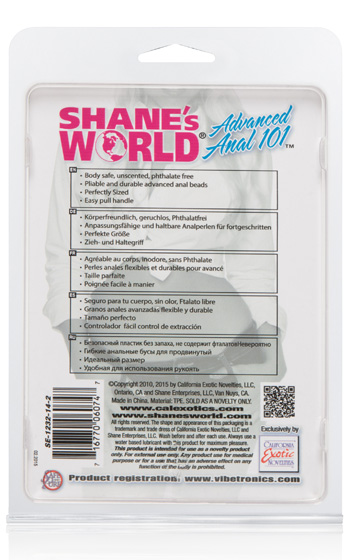 SHANE's
WORLD®
Advanced
Anal 101™
• Body safe, unscented, phthalate free
• Pliable and durable advanced anal beads
• Perfectly Sized
• Easy pull handle
DE
• Körperfreundlich, geruchlos, Phthalatfrei
• Anpassungsfähige und haltbare Analperlen für fortgeschritten
• Perfekte Größe
• Zieh- und Haltegriff
• Agréable au corps, inodore, sans Phthalate
• Perles anales flexibles et durables pour avancé
• Taille parfaite
• Poignée facile à manier
• Seguro para tu cuerpo, sin olor, Ftalato libre
• Granos anales avanzadas flexible y durable
• Tamaño perfecto
• Controlador fácil control de extracción
• Безопасный пластик без запаха, не содержит фталатовневероятно
• Гибкие анальные бусы для продвинутый
• Идеальный размер
• Удобная для использования рукоять
©Copyright 2010, 2015 by California Exotic Novelties, LLC,
Ontario, CA and Shane Enterprises, LLC, Van Nuys, CA.
Made in China. Material: TPE. SOLD AS A NOVELTY ONLY.
www.calexotics.com
www.shanesworld.com
All rights reserved. The shape and appearance of this packaging is a
trademark and trade dress of California Exotic Novelties, LLC and
Shane Enterprises LLC. Wash before and after each use. Always use a
water based lubricant with this product for maximum pleasure.
This product is intended for use as a novelty product
only. For external use only. Any product use for medical
purpose or for a use that has an adverse effect on any
function of the body is prohibited.
Product registration: www.vibetronics.com
SE-1232-14-2
7 16770 06074 7
02.2015
Exclusively by
CALIFORNIA
Exotic
NOVELTIES